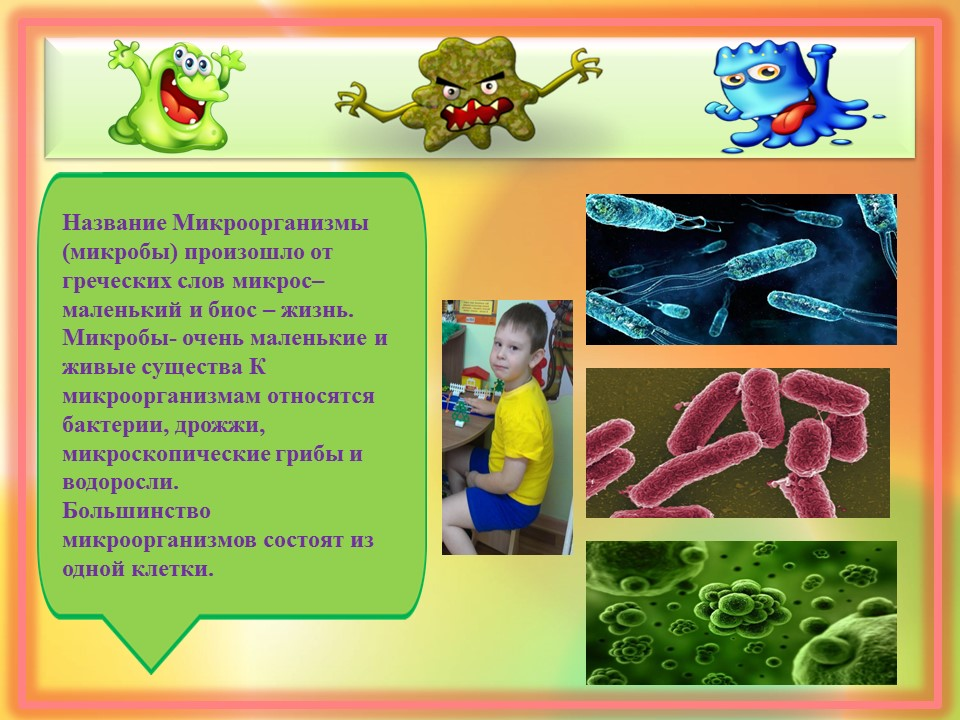 Название Микроорганизмы
(микробы) произошло от
греческих слов микрос–
маленький и биос – жизнь.
Микробы- очень маленькие и
живые существа К
микроорганизмам относятся
бактерии, дрожжи,
микроскопические грибы и
водоросли.
Большинство
микроорганизмов состоят из
одной клетки.